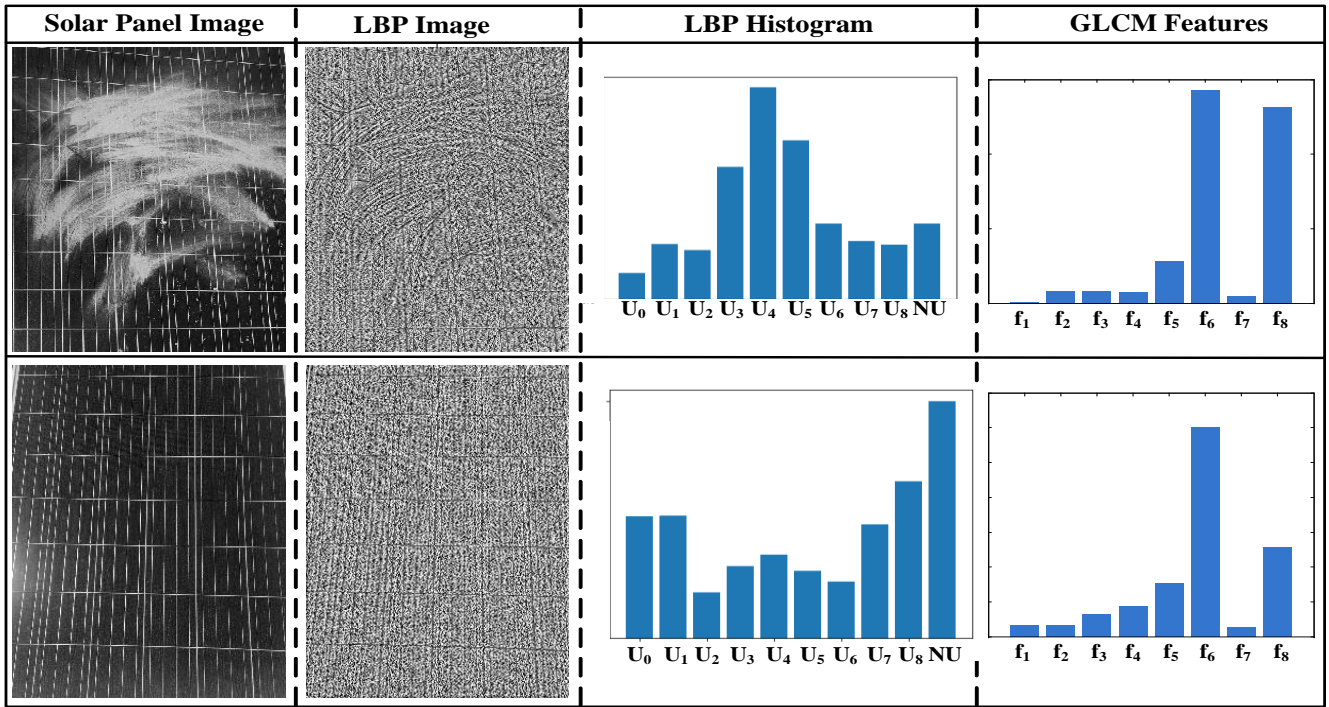 Solar Panel Image LBP Image LBP Histogram GLCM Features
U₀ U₁ U₂ U₃ U₄ U₅ U₆ U₇ U₈ NU
f₁ f₂ f₃ f₄ f₅ f₆ f₇ f₈
U₀ U₁ U₂ U₃ U₄ U₅ U₆ U₇ U₈ NU
f₁ f₂ f₃ f₄ f₅ f₆ f₇ f₈